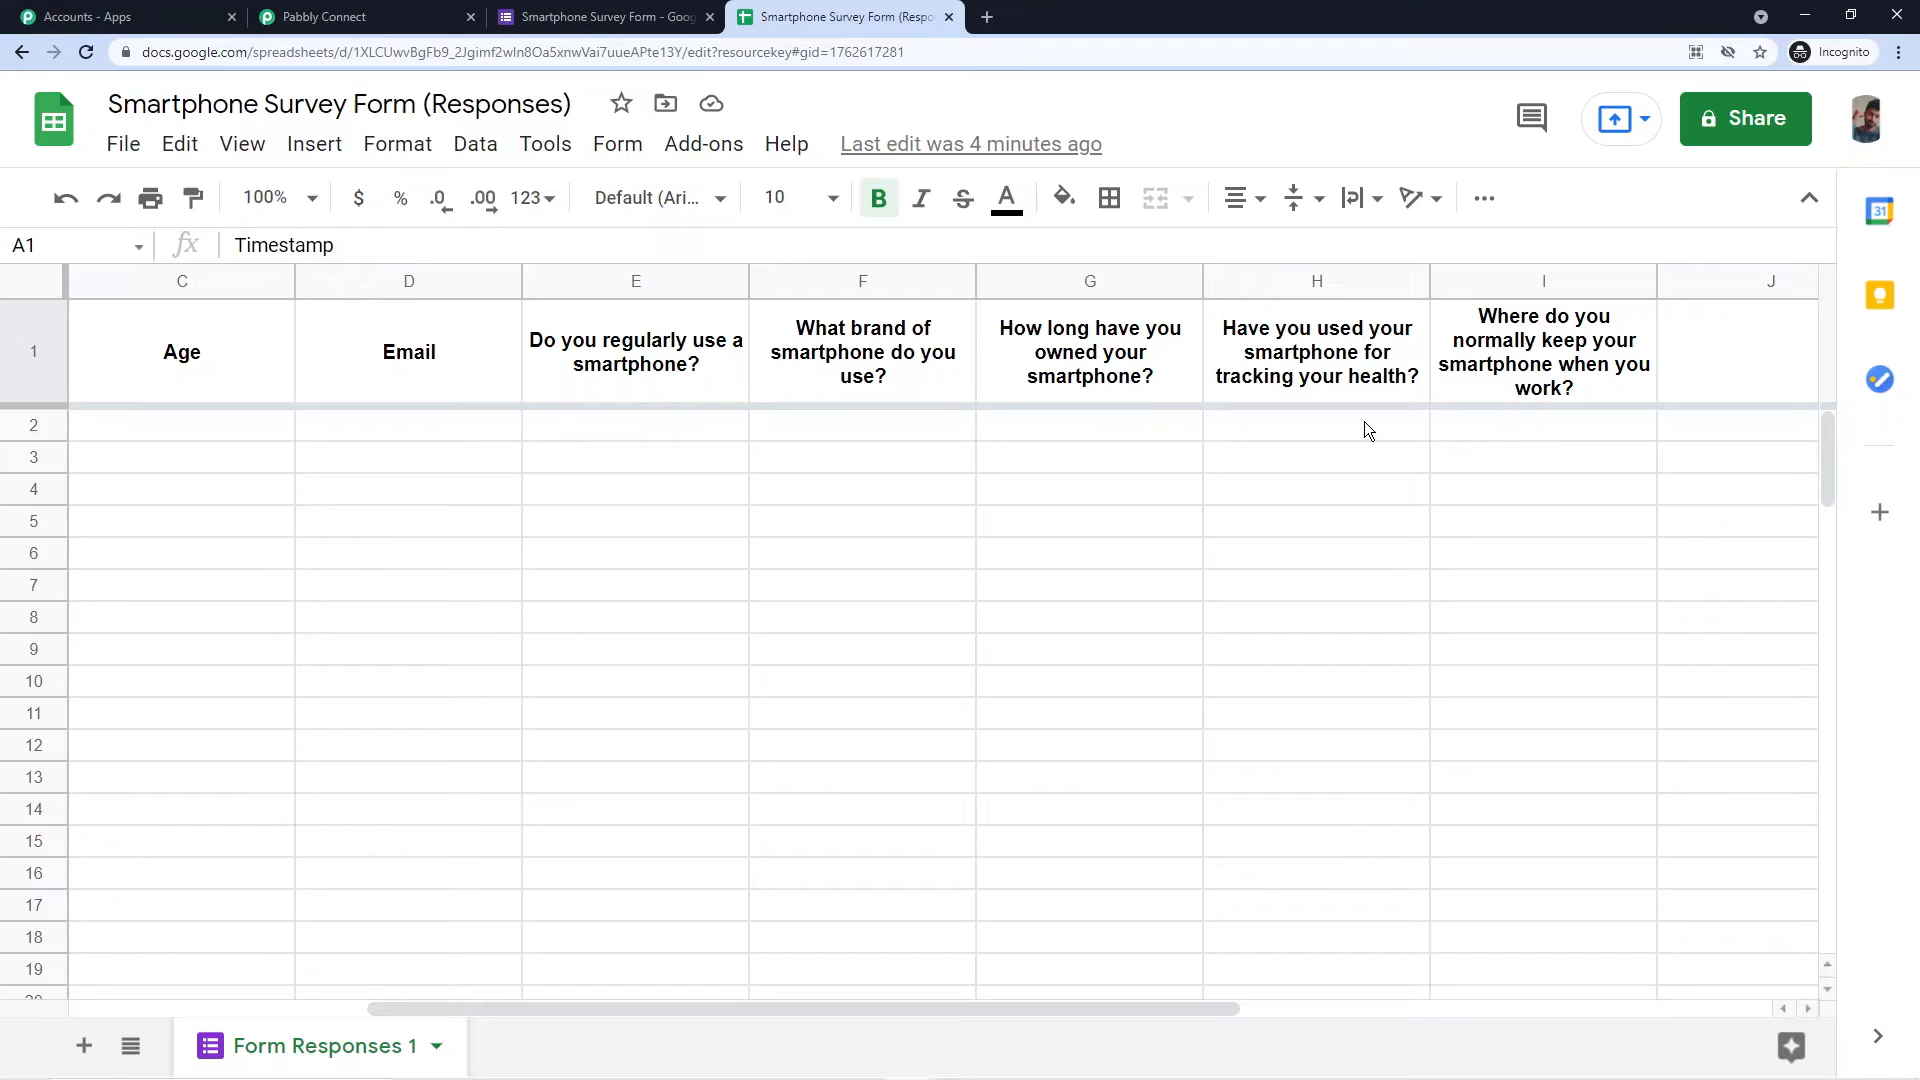 Accounts - Apps
Pabbly Connect
Smartphone Survey Form - Goog
Smartphone Survey Form (Respo
docs.google.com/spreadsheets/d/1XLCUwvBgFb9_2Jgimf2wln8Oa5xnwVai7uueAPte13Y/edit?resourcekey#gid=1762617281
Incognito
Smartphone Survey Form (Responses)
Share
File Edit View Insert Format Data Tools Form Add-ons Help Last edit was 4 minutes ago
100% $ % .0 .00 123 Default (Ari... 10 B I S A
31
A1 fx Timestamp
C D E F G H I J
1
Age
Email
Do you regularly use a
smartphone?
What brand of
smartphone do you
use?
How long have you
owned your
smartphone?
Have you used your
smartphone for
tracking your health?
Where do you
normally keep your
smartphone when you
work?
2
3
4
5
6
7
8
9
10
11
12
13
14
15
16
17
18
19
20
Form Responses 1